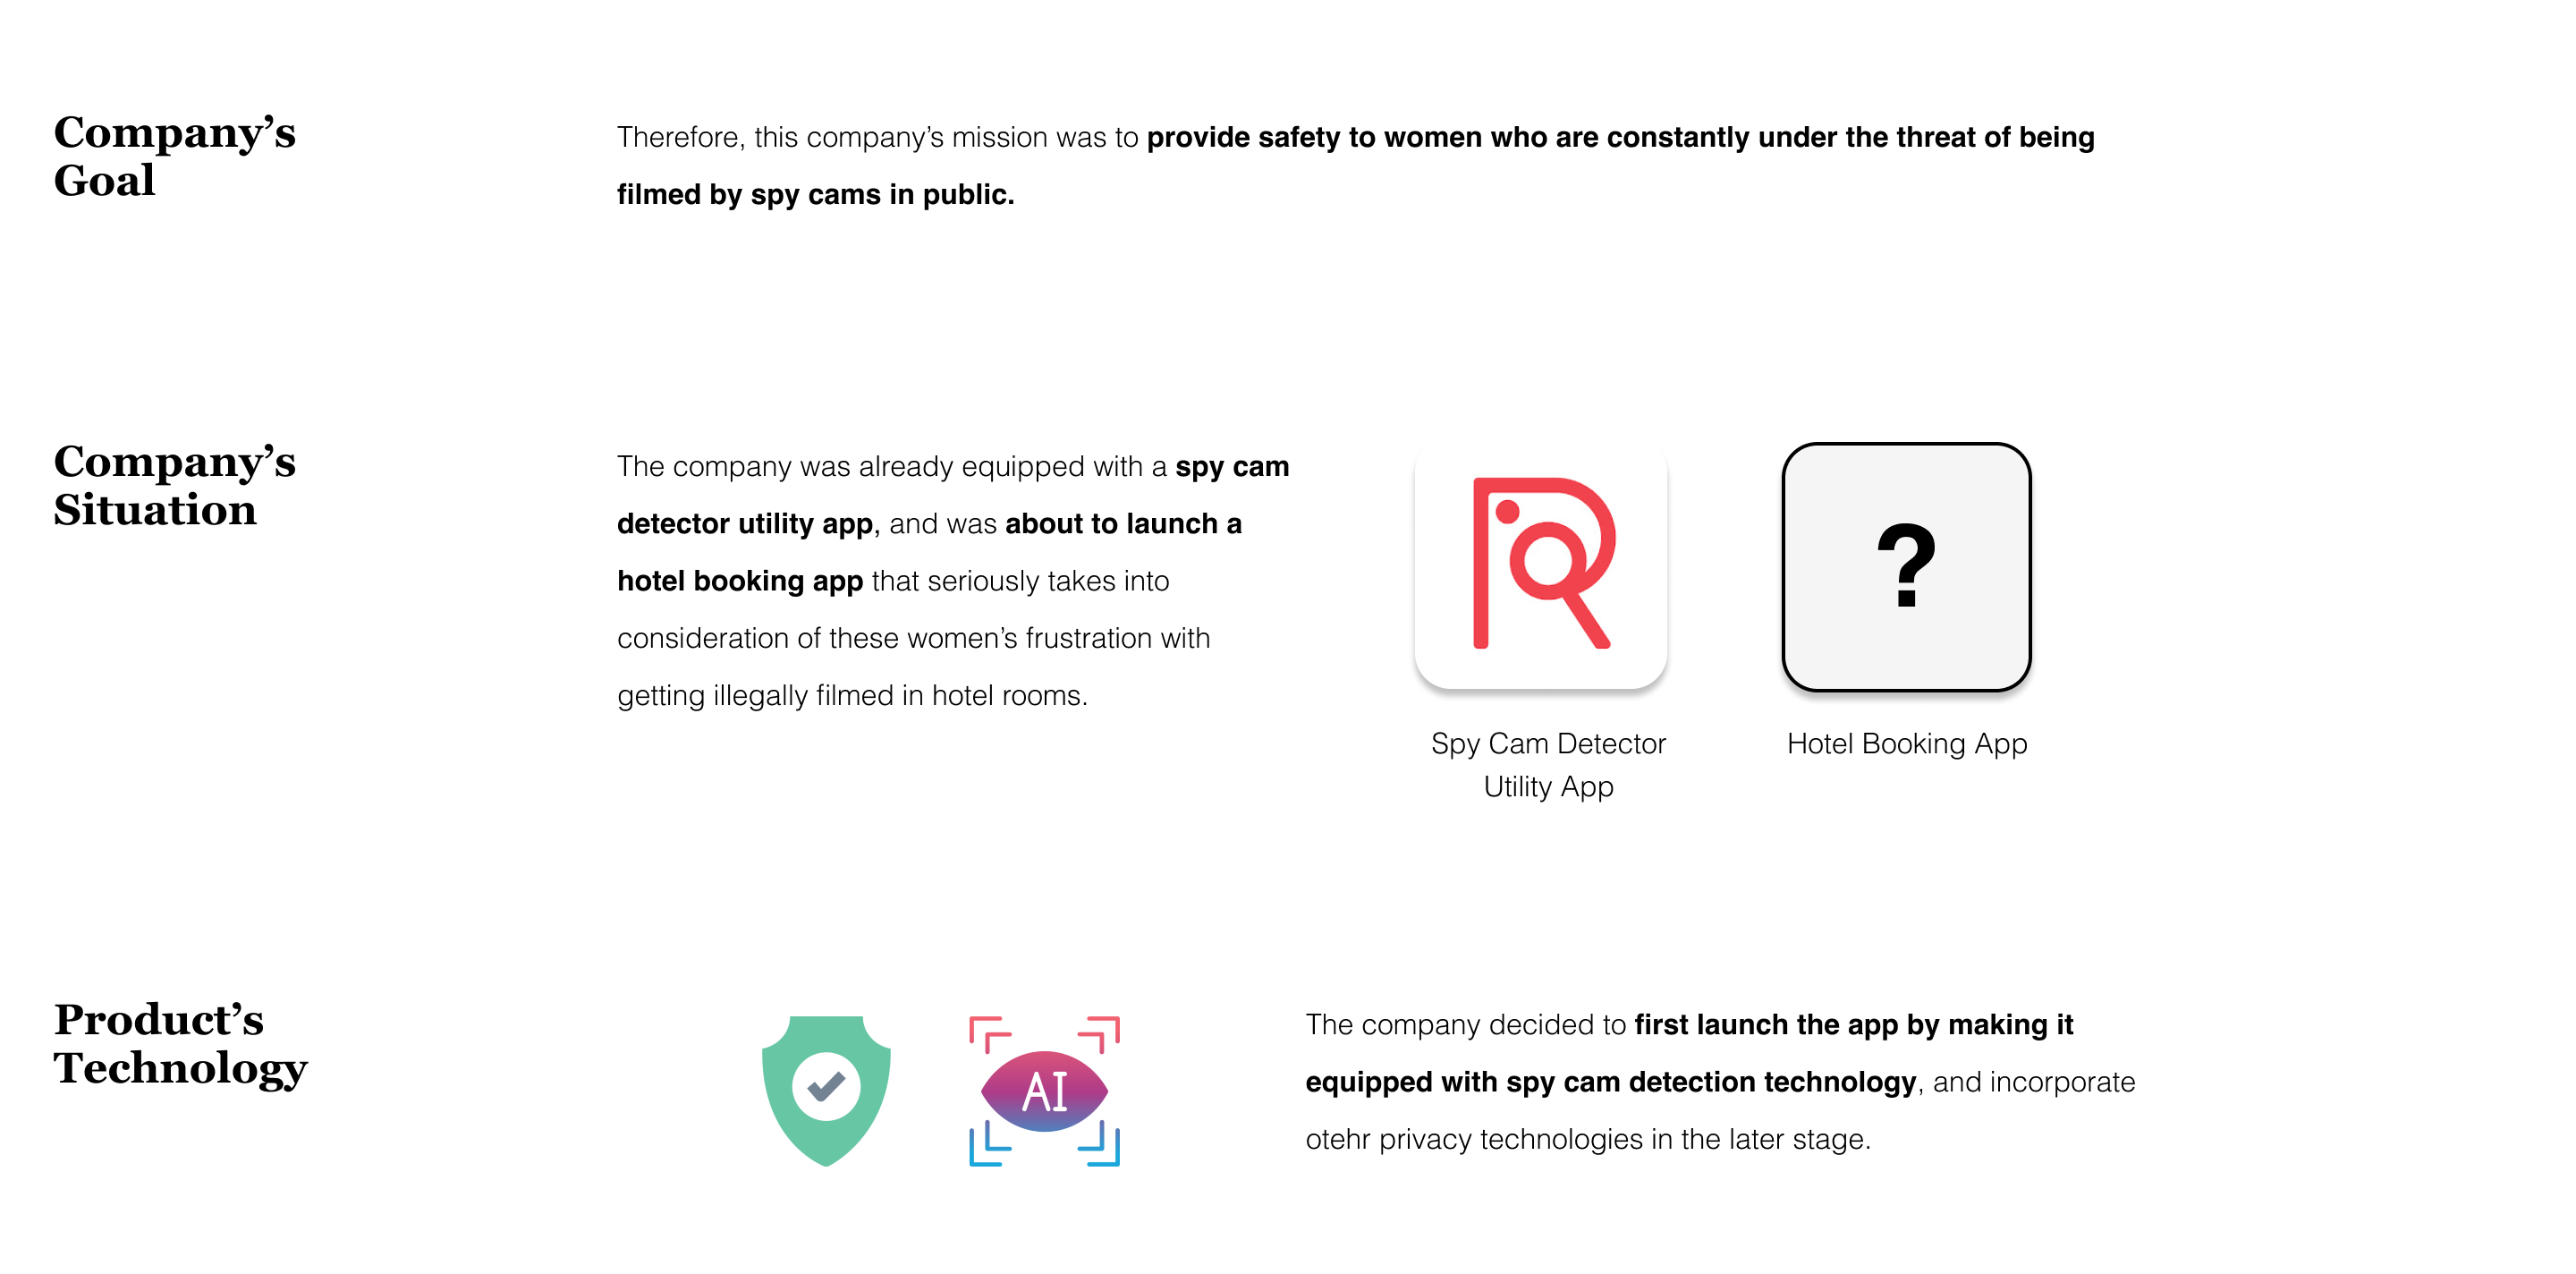 Company’s
Goal
Therefore, this company’s mission was to provide safety to women who are constantly under the threat of being
filmed by spy cams in public.
Company’s
Situation
The company was already equipped with a spy cam
detector utility app, and was about to launch a
hotel booking app that seriously takes into
consideration of these women’s frustration with
getting illegally filmed in hotel rooms.
R
?
Spy Cam Detector
Utility App
Hotel Booking App
Product’s
Technology
AI
The company decided to first launch the app by making it
equipped with spy cam detection technology, and incorporate
otehr privacy technologies in the later stage.